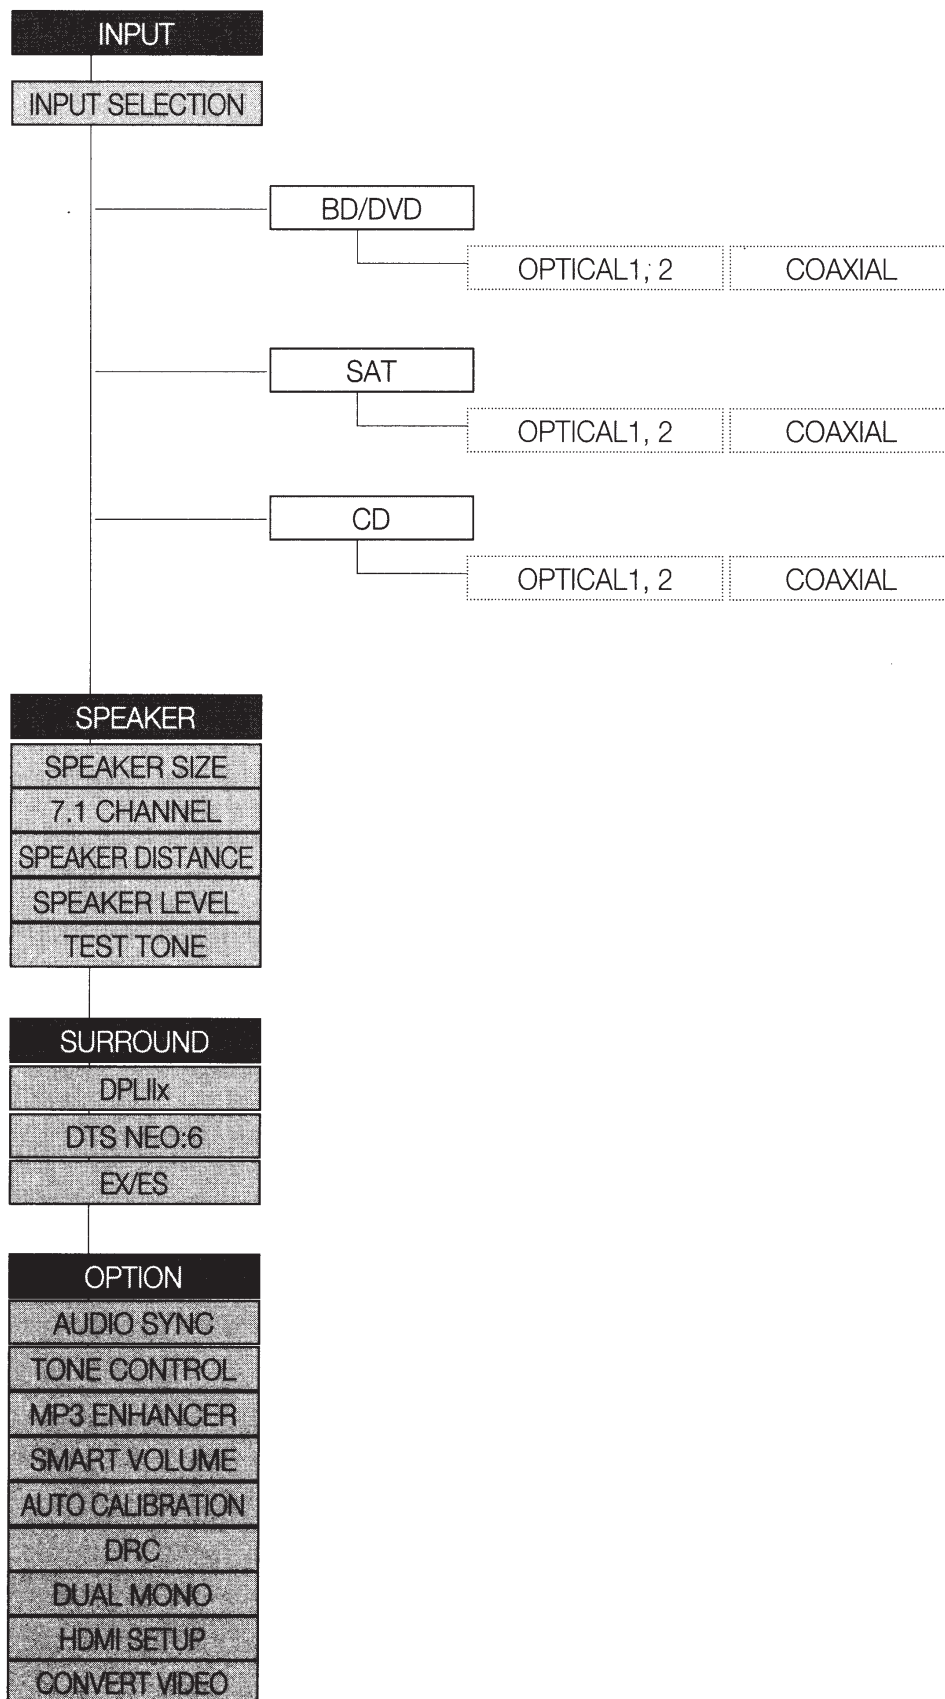 INPUT
INPUT SELECTION
BD/DVD
OPTICAL1, 2 COAXIAL
SAT
OPTICAL1, 2 COAXIAL
CD
OPTICAL1, 2 COAXIAL
SPEAKER
SPEAKER SIZE
7.1 CHANNEL
SPEAKER DISTANCE
SPEAKER LEVEL
TEST TONE
SURROUND
DPLIIx
DTS NEO:6
EX/ES
OPTION
AUDIO SYNC
TONE CONTROL
MP3 ENHANCER
SMART VOLUME
AUTO CALIBRATION
DRC
DUAL MONO
HDMI SETUP
CONVERT VIDEO